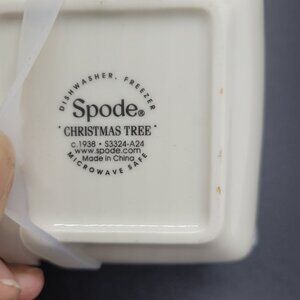 DISHWASHER, FREEZER
Spode®
· CHRISTMAS TREE ·
c.1938 • S3324-A24
www.spode.com
Made in China
MICROWAVE SAFE